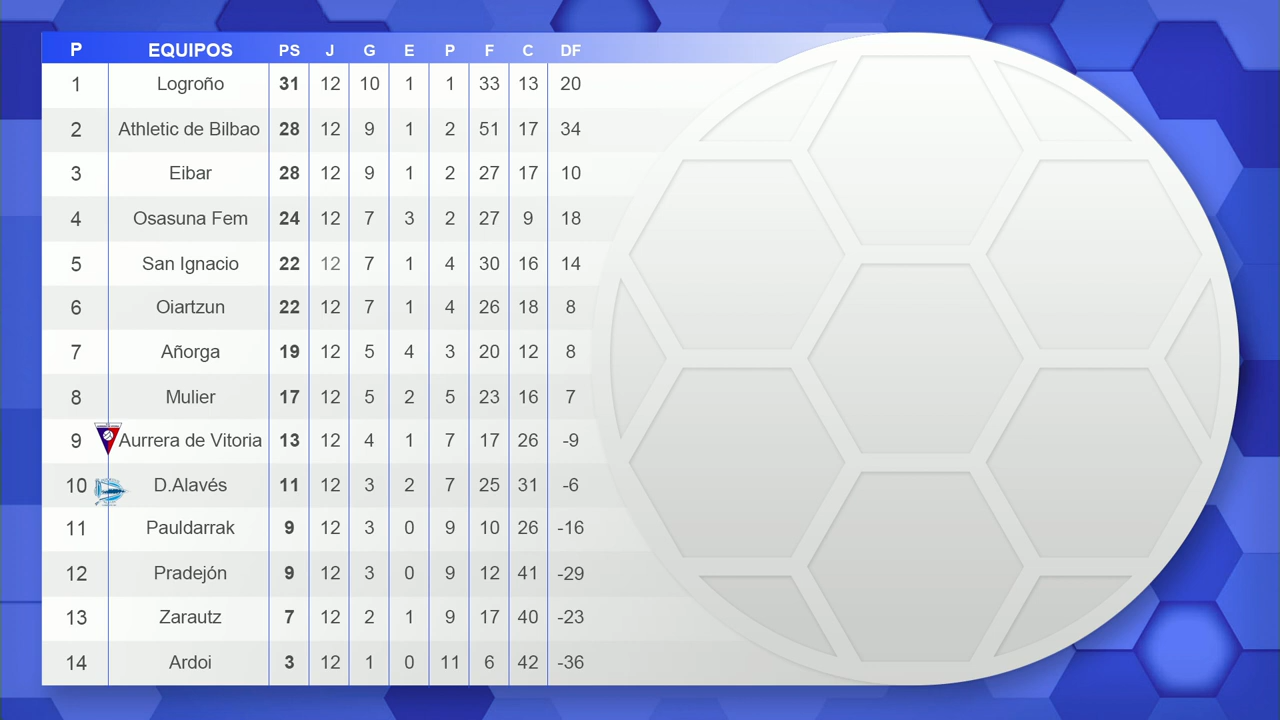 P EQUIPOS PS J G E P F C DF
1 Logroño 31 12 10 1 1 33 13 20
2 Athletic de Bilbao 28 12 9 1 2 51 17 34
3 Eibar 28 12 9 1 2 27 17 10
4 Osasuna Fem 24 12 7 3 2 27 9 18
5 San Ignacio 22 12 7 1 4 30 16 14
6 Oiartzun 22 12 7 1 4 26 18 8
7 Añorga 19 12 5 4 3 20 12 8
8 Mulier 17 12 5 2 5 23 16 7
9 Aurrera de Vitoria 13 12 4 1 7 17 26 -9
10 D.Alavés 11 12 3 2 7 25 31 -6
11 Pauldarrak 9 12 3 0 9 10 26 -16
12 Pradejón 9 12 3 0 9 12 41 -29
13 Zarautz 7 12 2 1 9 17 40 -23
14 Ardoi 3 12 1 0 11 6 42 -36